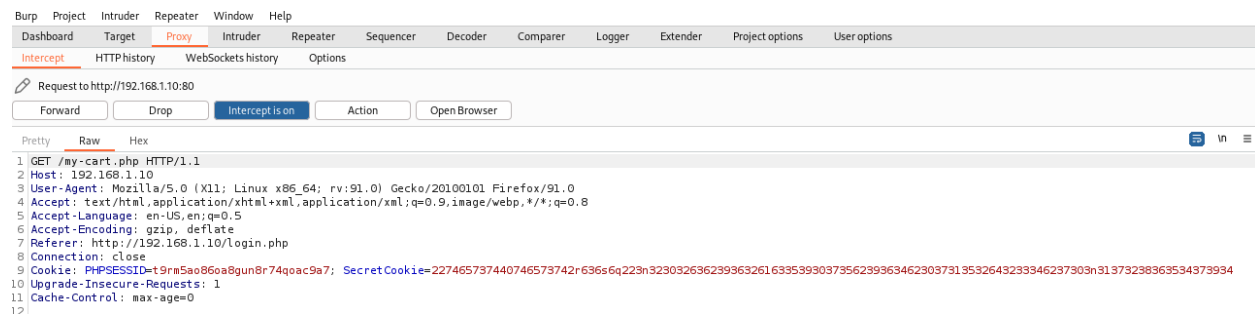 Burp Project Intruder Repeater Window Help
Dashboard Target Proxy Intruder Repeater Sequencer Decoder Comparer Logger Extender Project options User options
Intercept HTTP history WebSockets history Options
Request to http://192.168.1.10:80
Forward Drop Intercept is on Action Open Browser
Pretty Raw Hex \n
1 GET /my-cart.php HTTP/1.1
2 Host: 192.168.1.10
3 User-Agent: Mozilla/5.0 (X11; Linux x86_64; rv:91.0) Gecko/20100101 Firefox/91.0
4 Accept: text/html,application/xhtml+xml,application/xml;q=0.9,image/webp,*/*;q=0.8
5 Accept-Language: en-US,en;q=0.5
6 Accept-Encoding: gzip, deflate
7 Referer: http://192.168.1.10/login.php
8 Connection: close
9 Cookie: PHPSESSID=t9rm5ao86oa8gun8r74qoac9a7; SecretCookie=227465737440746573742r636s6q223n32303263623936326163353930373562393634623037313532643233346237303n31373238363534373934
10 Upgrade-Insecure-Requests: 1
11 Cache-Control: max-age=0
12